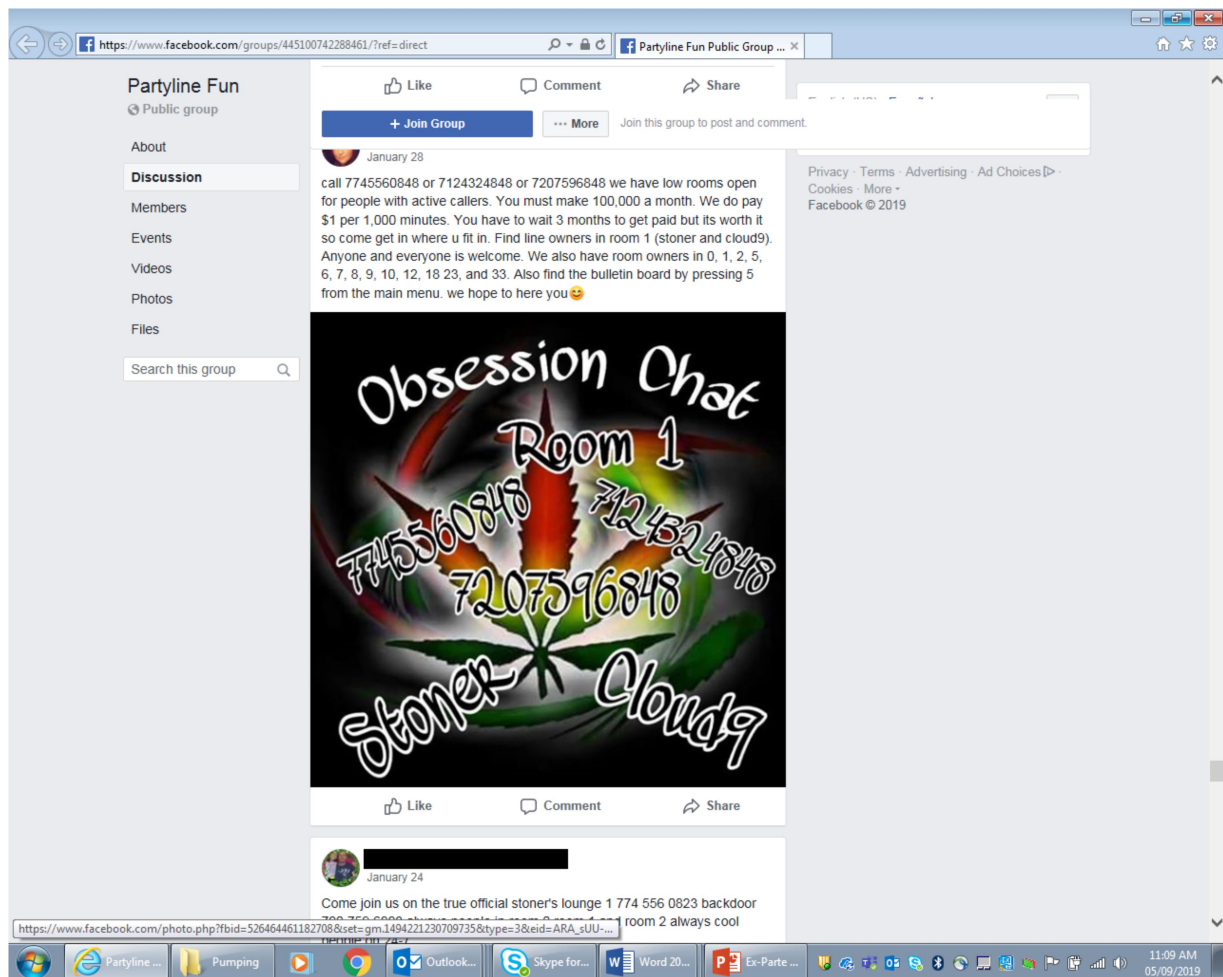 https://www.facebook.com/groups/445100742288461/?ref=direct
Partyline Fun Public Group ...
Partyline Fun
Public group
About
Discussion
Members
Events
Videos
Photos
Files
Search this group
Like Comment Share
+ Join Group
··· More
Join this group to post and comment.
January 28
call 7745560848 or 7124324848 or 7207596848 we have low rooms open
for people with active callers. You must make 100,000 a month. We do pay
$1 per 1,000 minutes. You have to wait 3 months to get paid but its worth it
so come get in where u fit in. Find line owners in room 1 (stoner and cloud9).
Anyone and everyone is welcome. We also have room owners in 0, 1, 2, 5,
6, 7, 8, 9, 10, 12, 18 23, and 33. Also find the bulletin board by pressing 5
from the main menu. we hope to here you😊
Obsession Chat
Room 1
7745560848
7124324848
7207596848
Stoner
Cloud9
Like Comment Share
January 24
Come join us on the true official stoner's lounge 1 774 556 0823 backdoor
room 2 always cool
Privacy · Terms · Advertising · Ad Choices ·
Cookies · More
Facebook © 2019
https://www.facebook.com/photo.php?fbid=526464461182708&set=gm.1494221230709735&type=3&eid=ARA_sUU-...
Partyline ...
Pumping
Outlook...
Skype for...
Word 20...
Ex-Parte ...
11:09 AM
05/09/2019